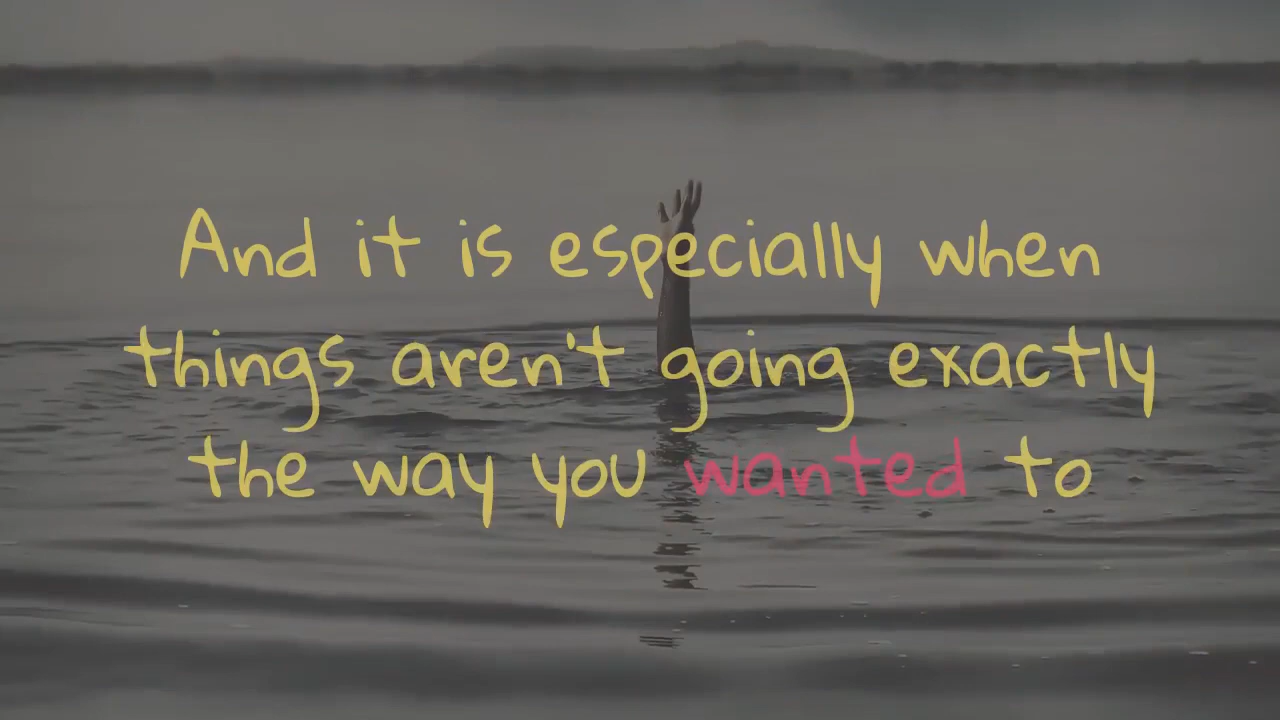 And it is especially when
things aren't going exactly
the way you wanted to